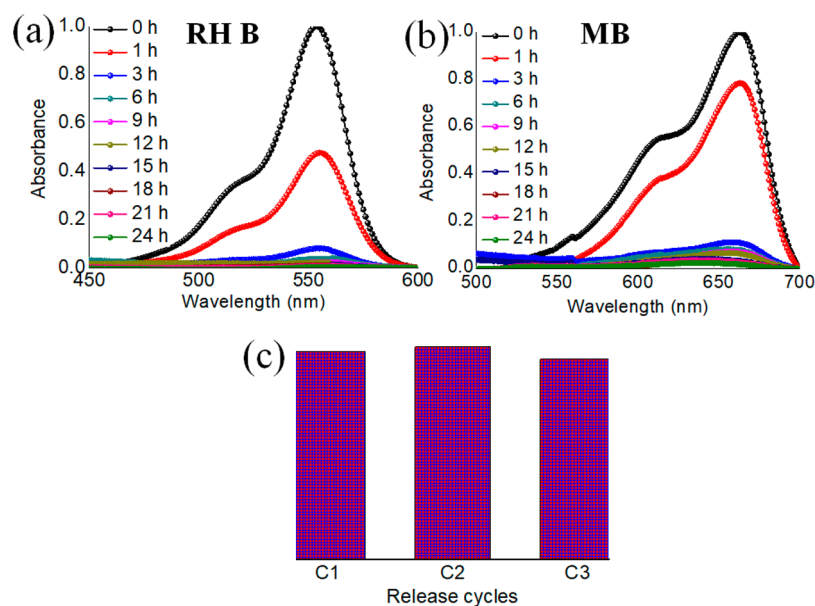 (a)
RH B
0 h
1 h
3 h
6 h
9 h
12 h
15 h
18 h
21 h
24 h
1.0
0.8
0.6
0.4
0.2
0.0
Absorbance
450
500
550
600
Wavelength (nm)
(b)
MB
0 h
1 h
3 h
6 h
9 h
12 h
15 h
18 h
21 h
24 h
1.0
0.8
0.6
0.4
0.2
0.0
Absorbance
500
550
600
650
700
Wavelength (nm)
(c)
C1
C2
C3
Release cycles